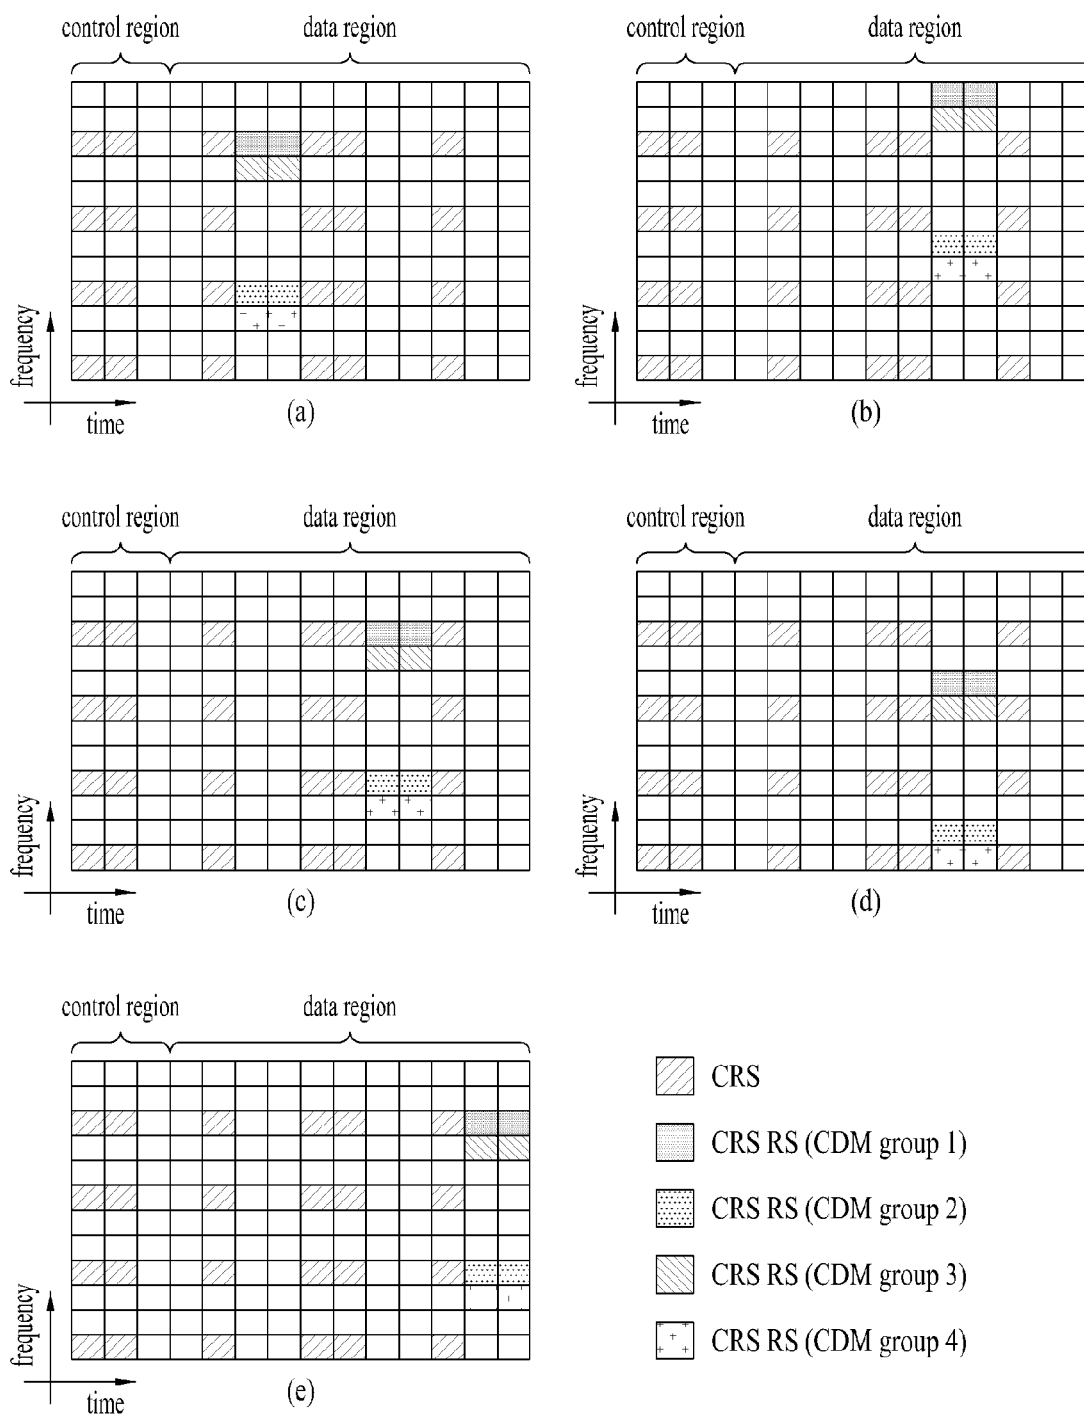 control region data region
control region data region
frequency
time
(a)
frequency
time
(b)
control region data region
control region data region
frequency
time
(c)
frequency
time
(d)
control region data region
frequency
time
(e)
CRS
CRS RS (CDM group 1)
CRS RS (CDM group 2)
CRS RS (CDM group 3)
CRS RS (CDM group 4)